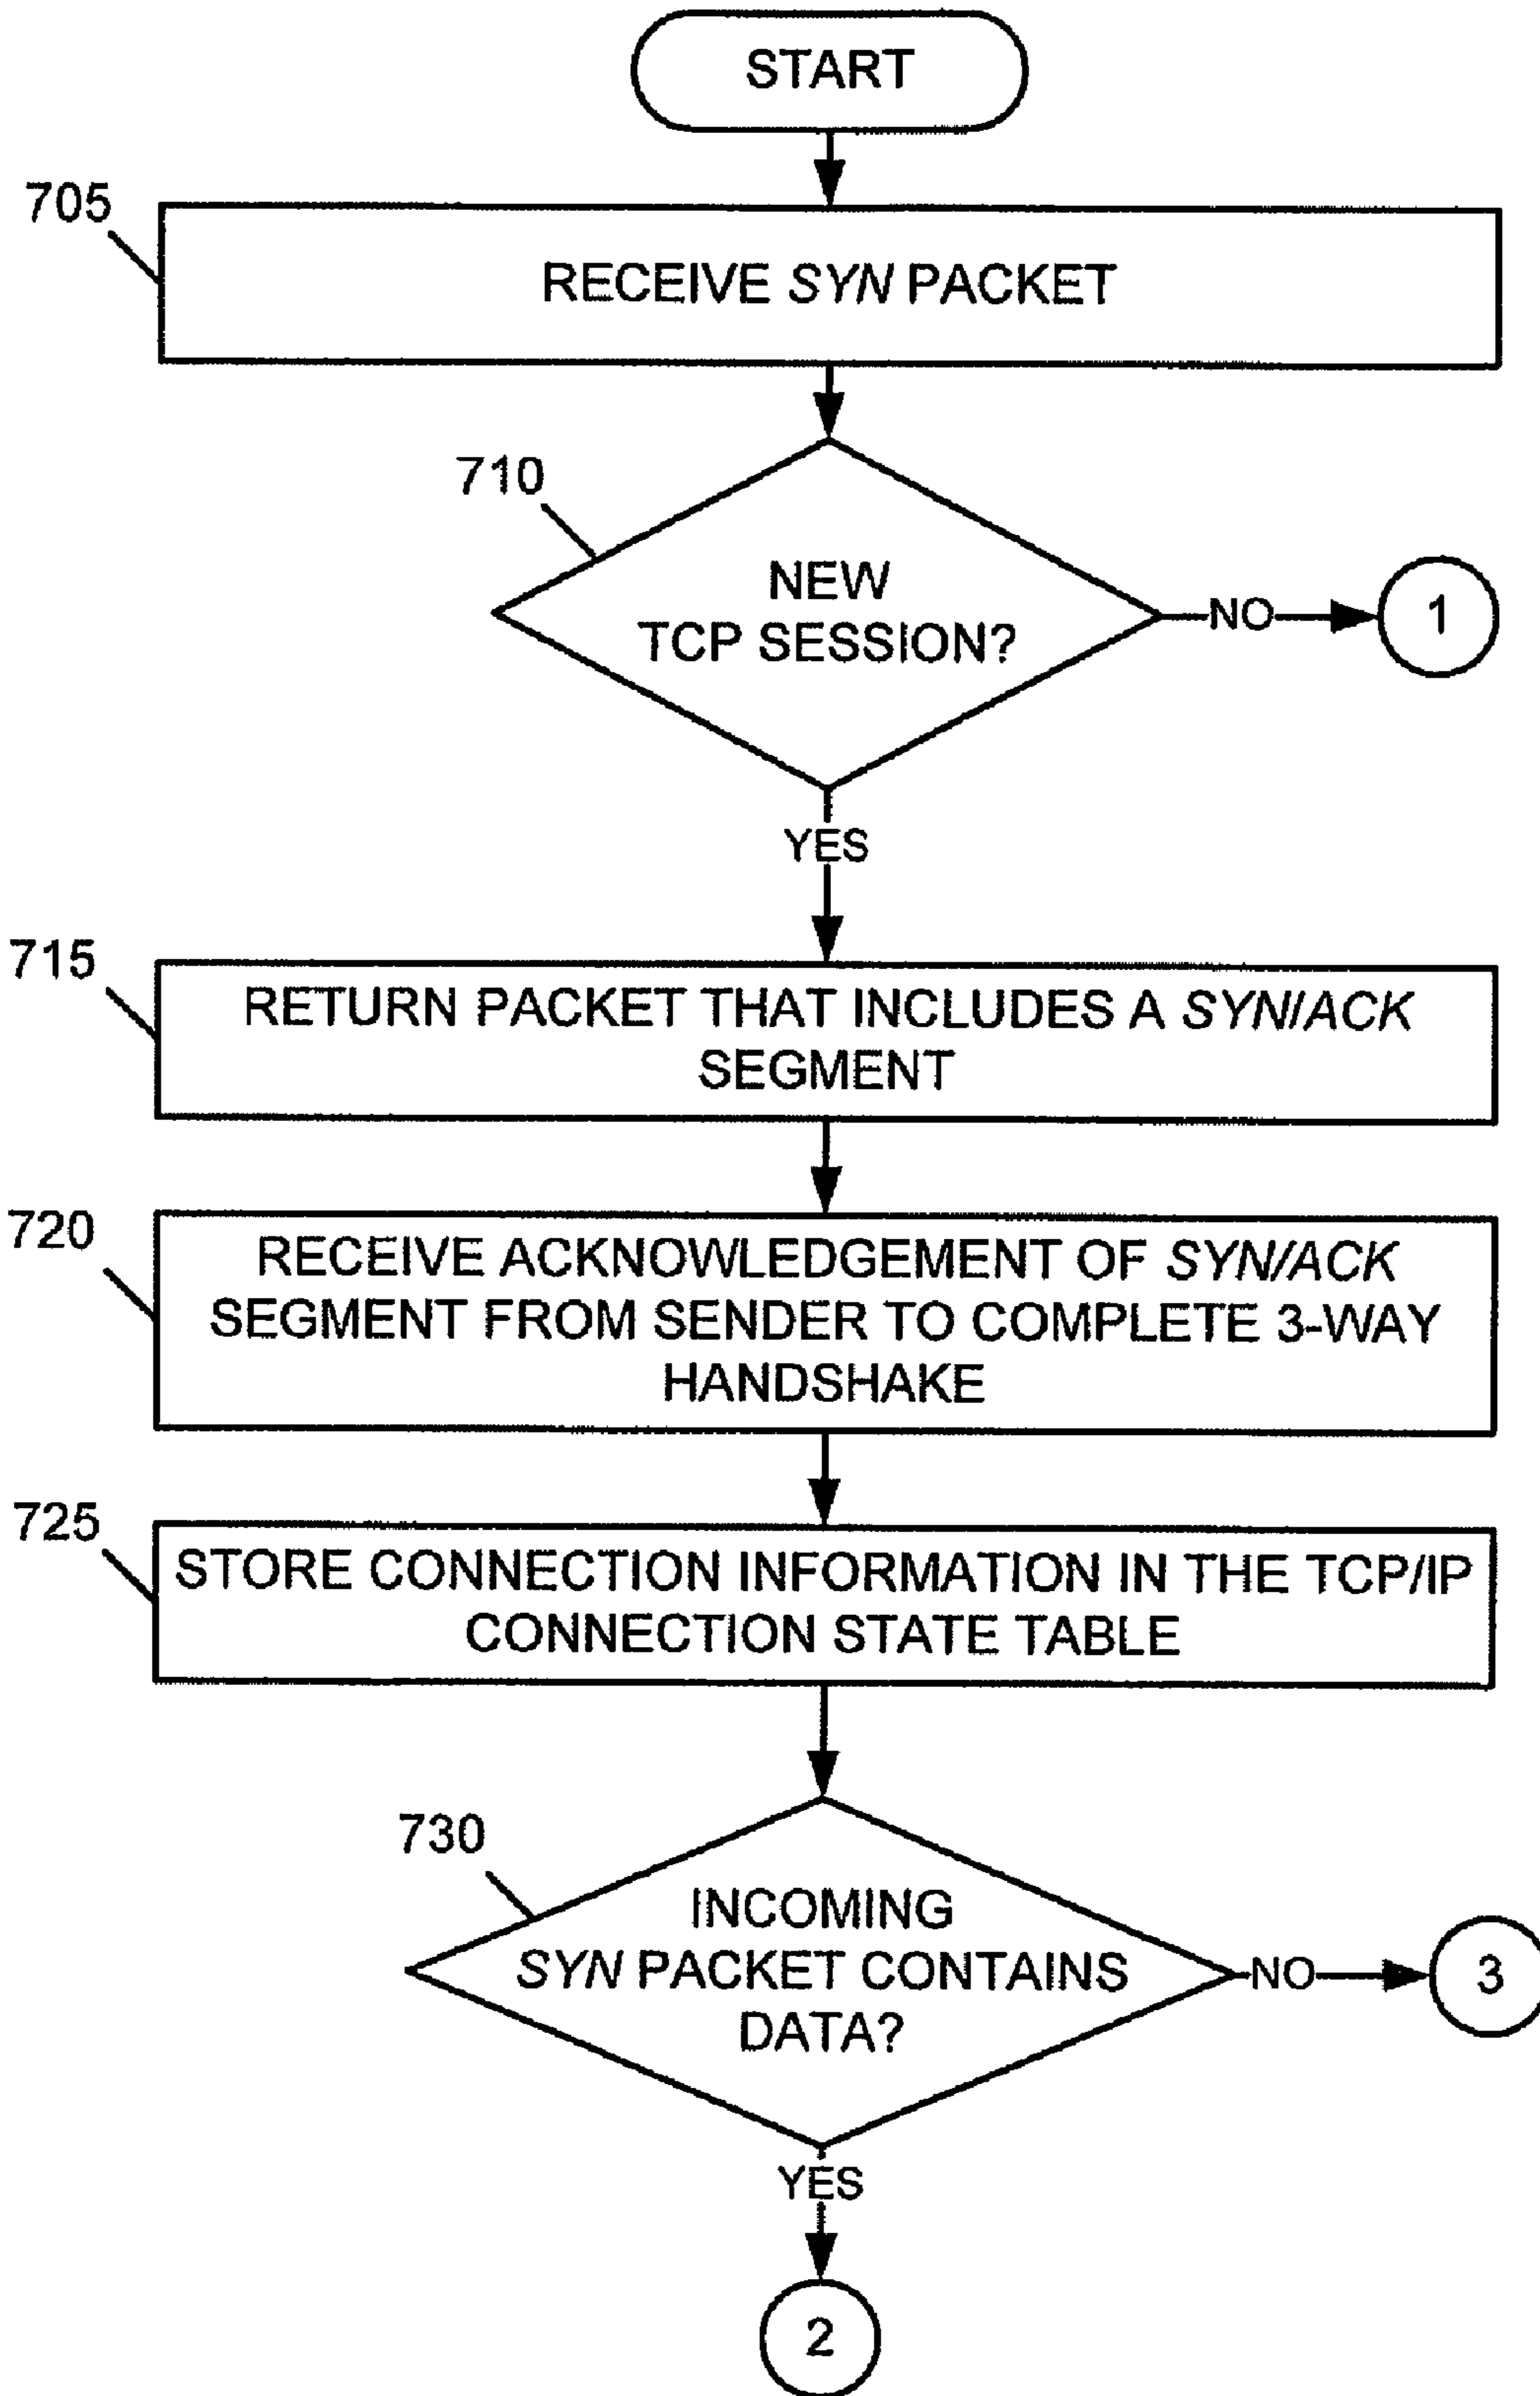 START
705
RECEIVE SYN PACKET
710
NEW
TCP SESSION?
NO
1
YES
715
RETURN PACKET THAT INCLUDES A SYN/ACK
SEGMENT
720
RECEIVE ACKNOWLEDGEMENT OF SYN/ACK
SEGMENT FROM SENDER TO COMPLETE 3-WAY
HANDSHAKE
725
STORE CONNECTION INFORMATION IN THE TCP/IP
CONNECTION STATE TABLE
730
INCOMING
SYN PACKET CONTAINS
DATA?
NO
3
YES
2